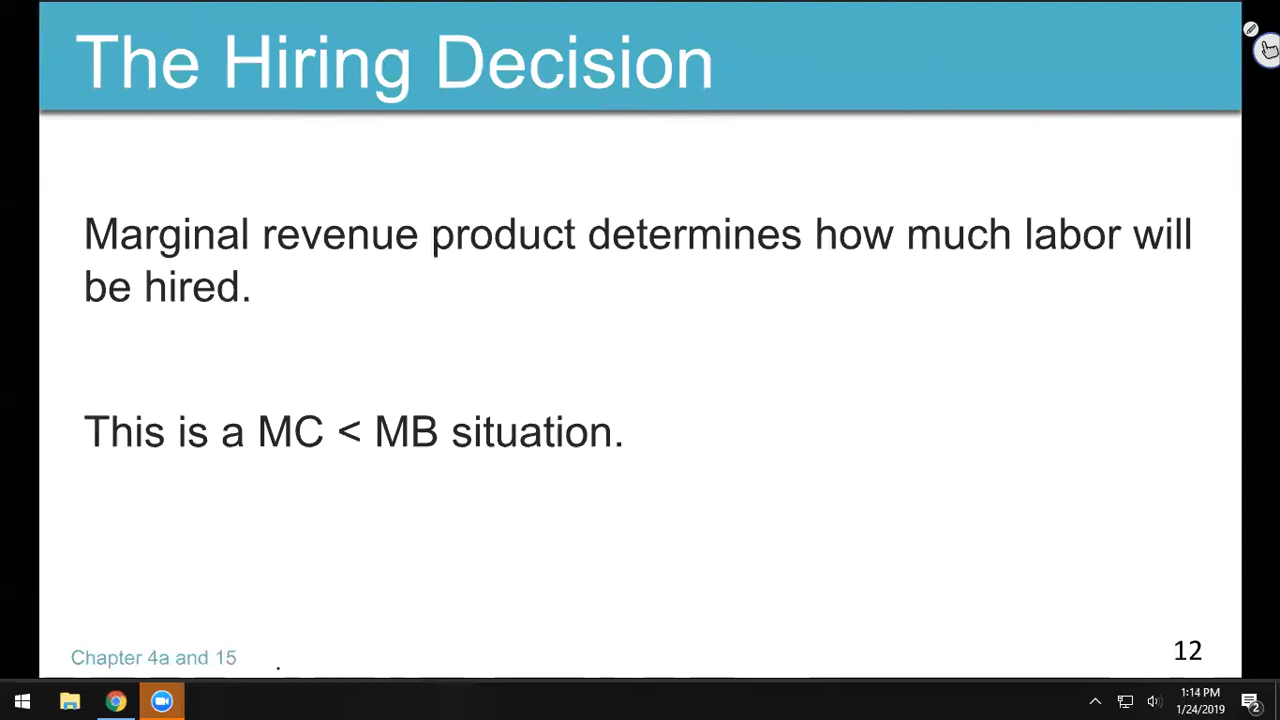 The Hiring Decision
Marginal revenue product determines how much labor will
be hired.
This is a MC < MB situation.
Chapter 4a and 15
12
1:14 PM
1/24/2019
2